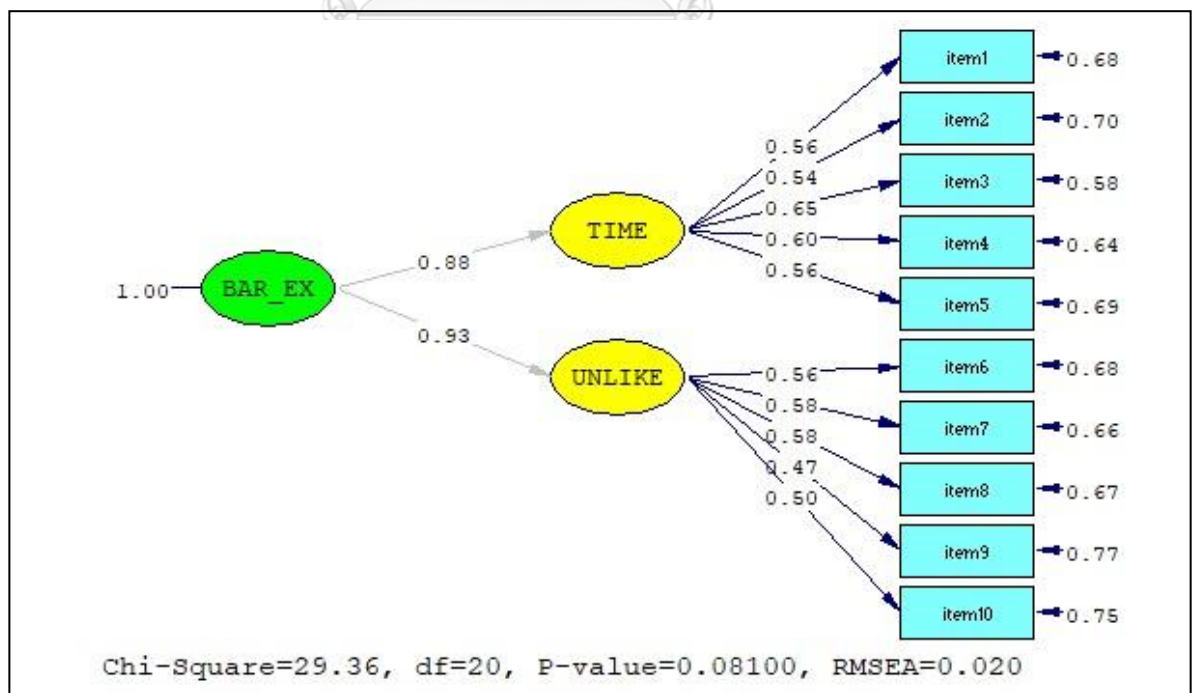 item1
0.68
item2
0.70
0.56
0.54
item3
0.58
0.65
TIME
0.60
item4
0.64
0.88
0.56
1.00
BAR_EX
item5
0.69
0.93
item6
0.68
UNLIKE
0.56
0.58
item7
0.66
0.58
0.47
item8
0.67
0.50
item9
0.77
item10
0.75
Chi-Square=29.36, df=20, P-value=0.08100, RMSEA=0.020